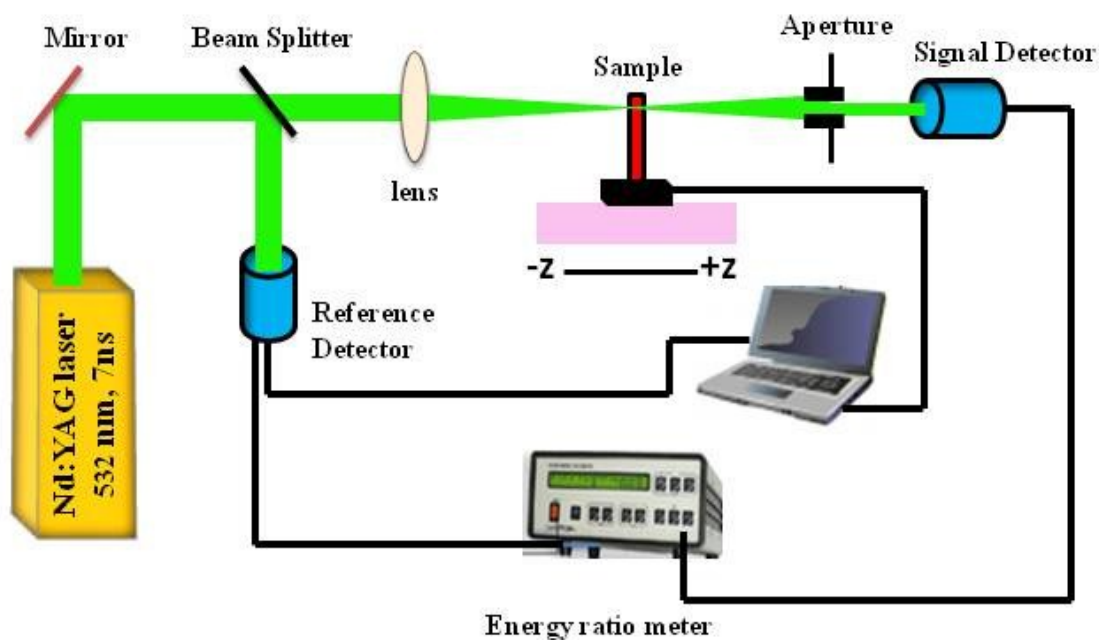 Mirror
Beam Splitter
Aperture
Signal Detector
Sample
lens
-z
+z
Reference
Detector
Nd:YAG laser
532 nm, 7ns
Energy ratio meter